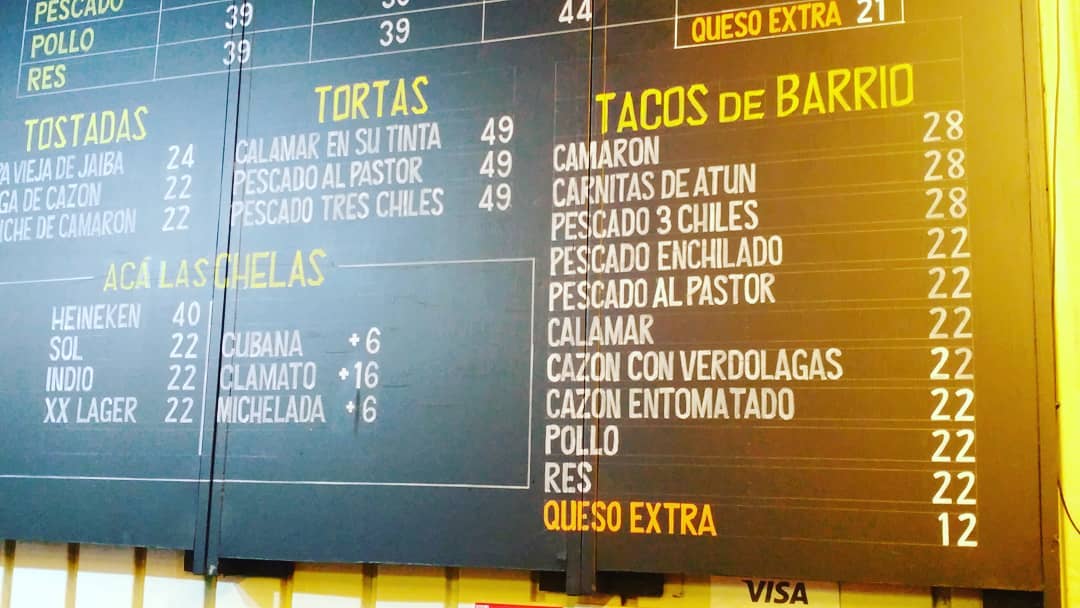 PESCADO 39 44
POLLO 39 39
RES 39
QUESO EXTRA 21
TOSTADAS
VIEJA DE JAIBA 24
DE CAZON 22
DE CAMARON 22
TORTAS
CALAMAR EN SU TINTA 49
PESCADO AL PASTOR 49
PESCADO TRES CHILES 49
ACÁ LAS CHELAS
HEINEKEN 40
SOL 22 CUBANA +6
INDIO 22 CLAMATO +16
XX LAGER 22 MICHELADA +6
TACOS DE BARRIO
CAMARON 28
CARNITAS DE ATUN 28
PESCADO 3 CHILES 28
PESCADO ENCHILADO 22
PESCADO AL PASTOR 22
CALAMAR 22
CAZON CON VERDOLAGAS 22
CAZON ENTOMATADO 22
POLLO 22
RES 22
QUESO EXTRA 12
VISA